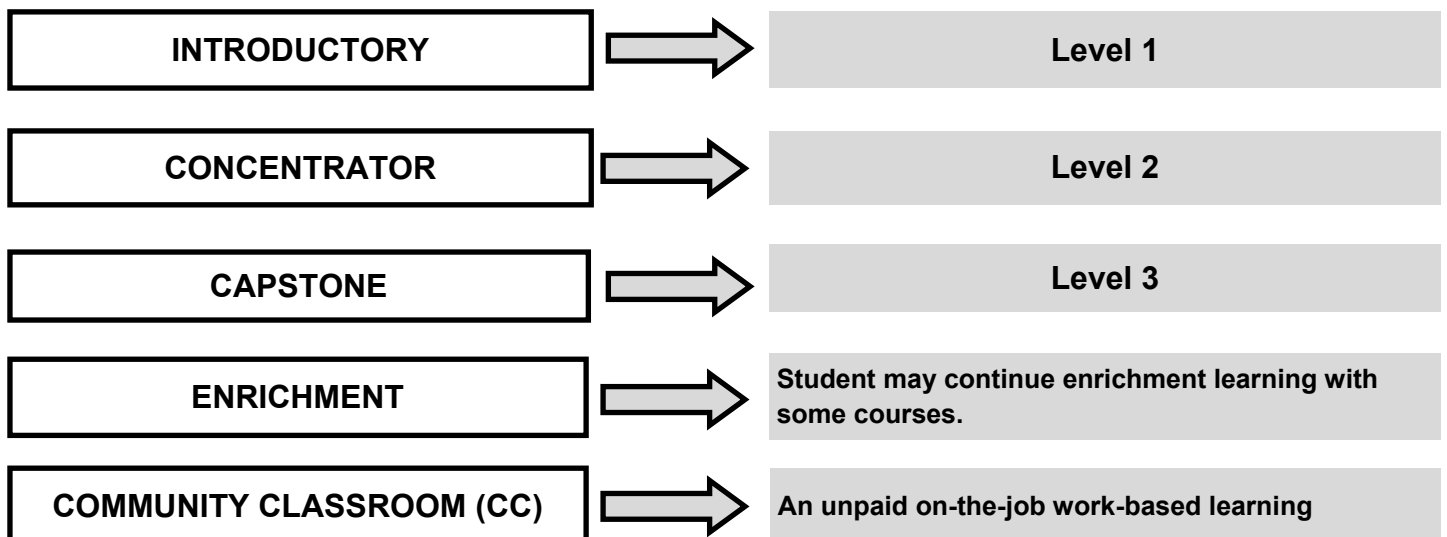 INTRODUCTORY
Level 1
CONCENTRATOR
Level 2
CAPSTONE
Level 3
ENRICHMENT
Student may continue enrichment learning with
some courses.
COMMUNITY CLASSROOM (CC)
An unpaid on-the-job work-based learning